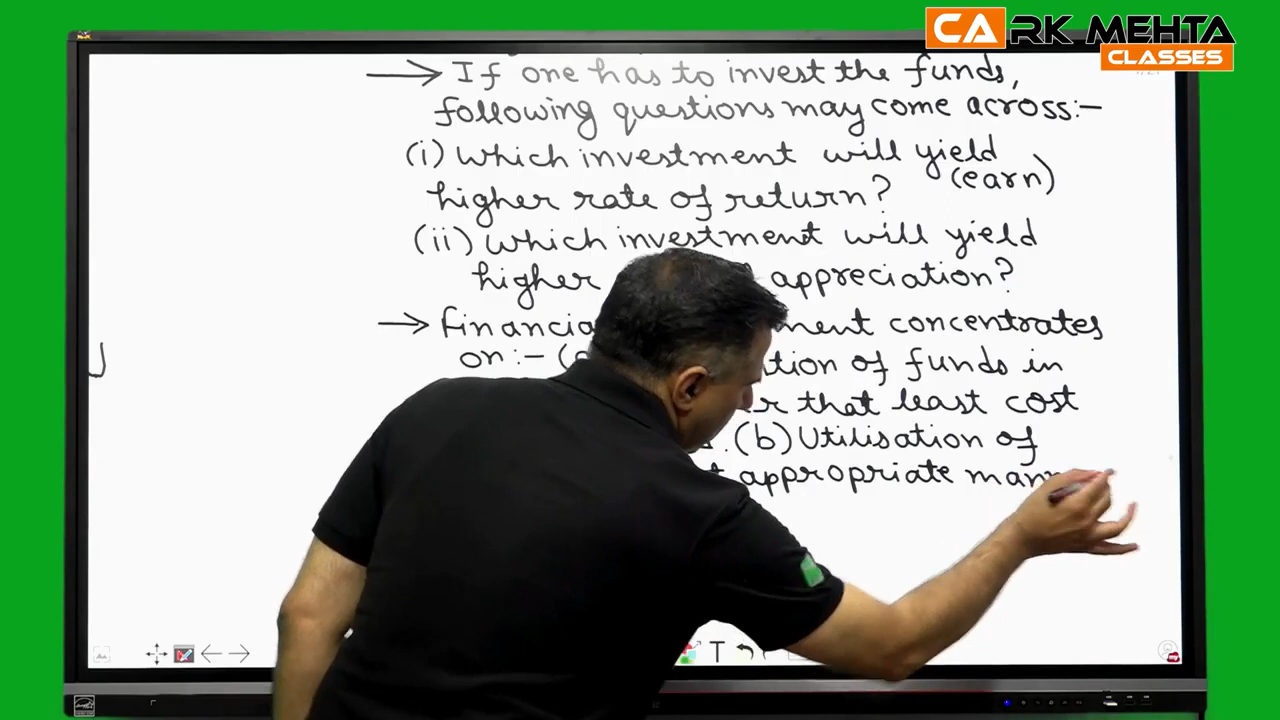 CA RK MEHTA
CLASSES
→ If one has to invest the funds,
following questions may come across:-
(i) which investment will yield
(earn)
higher rate of return?
(ii) which investment will yield
higher appreciation?
→ Financia ment concentrates
on:- ( tion of funds in
that least cost
(b) Utilisation of
appropriate mann
T